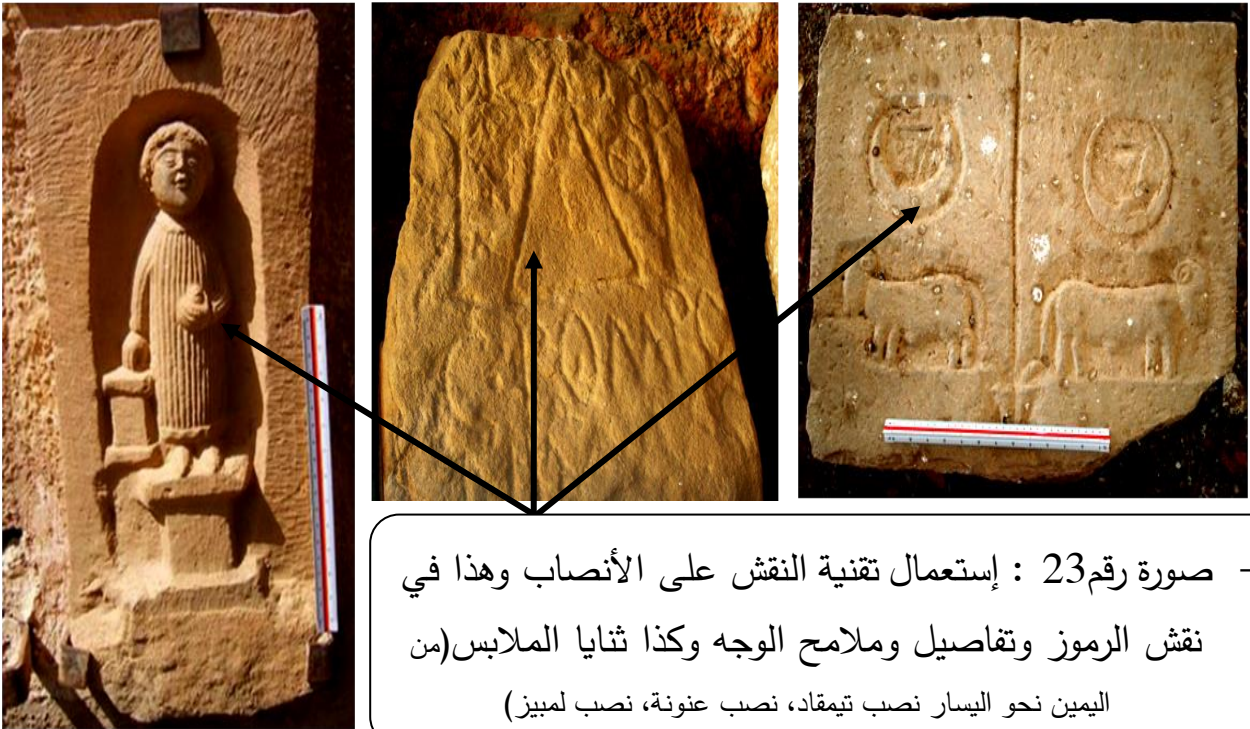 - صورة رقم23 : إستعمال تقنية النقش على الأنصاب وهذا في
نقش الرموز وتفاصيل وملامح الوجه وكذا ثنايا الملابس(من
اليمين نحو اليسار نصب تيمقاد، نصب عنونة، نصب لمبيز)